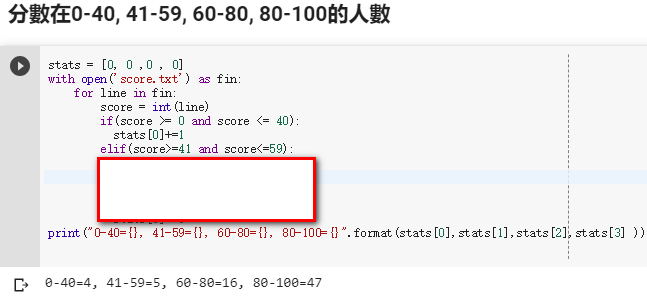 分數在0-40, 41-59, 60-80, 80-100的人數
stats = [0, 0 ,0 , 0]
with open('score.txt') as fin:
for line in fin:
score = int(line)
if(score >= 0 and score <= 40):
stats[0]+=1
elif(score>=41 and score<=59):
print("0-40={}, 41-59={}, 60-80={}, 80-100={}".format(stats[0],stats[1],stats[2],stats[3] ))
0-40=4, 41-59=5, 60-80=16, 80-100=47